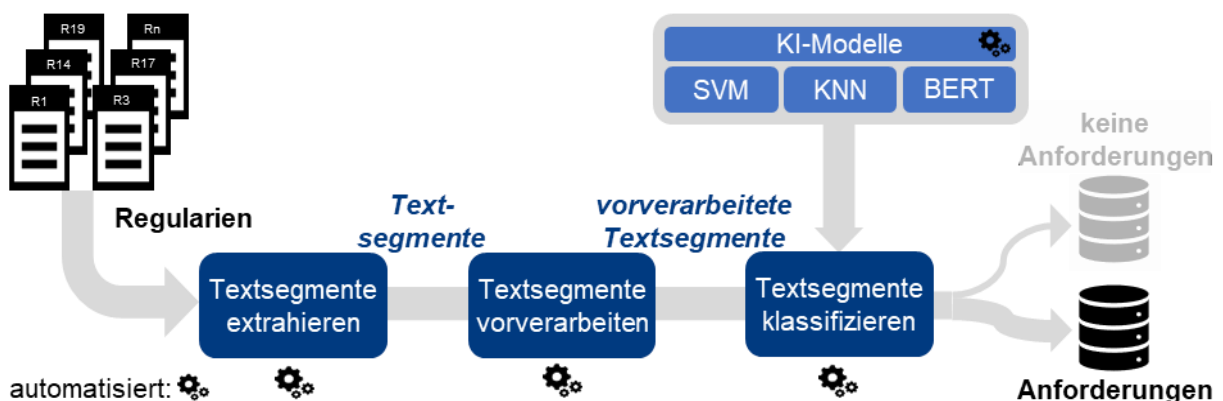 R19
Rn
R14
R17
R1
R3
Regularien
KI-Modelle
SVM
KNN
BERT
keine
Anforderungen
Text-
segmente
vorverarbeitete
Textsegmente
Textsegmente
extrahieren
Textsegmente
vorverarbeiten
Textsegmente
klassifizieren
automatisiert:
Anforderungen